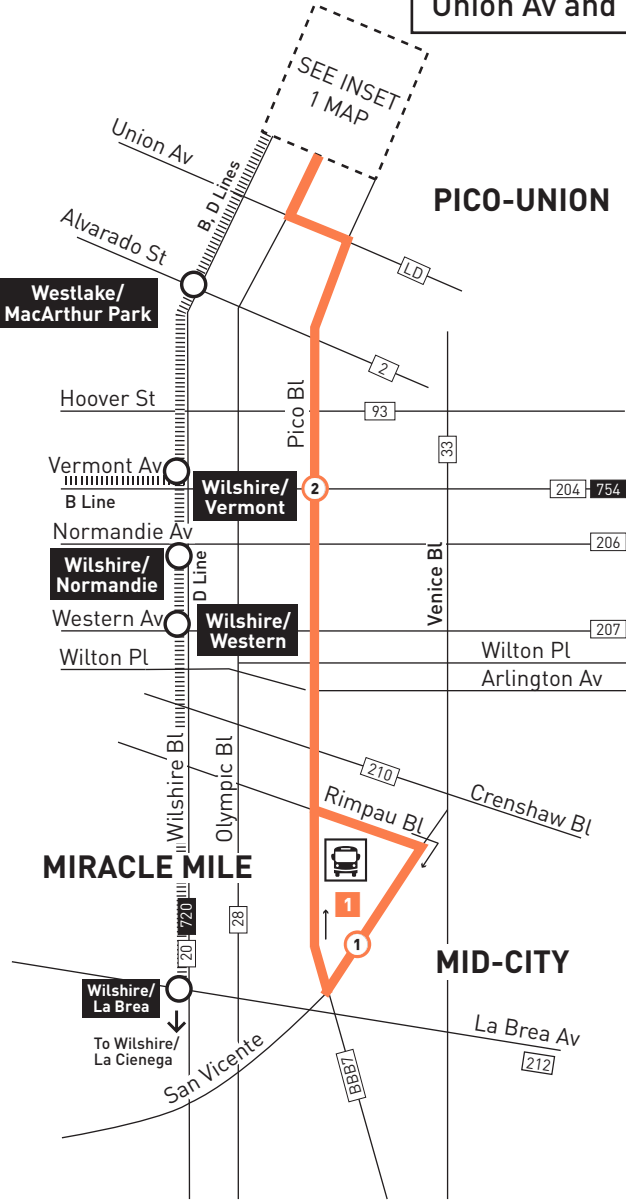 Union Av and
SEE INSET
1 MAP
Union Av
B, D Lines
PICO-UNION
Alvarado St
LD
Westlake/
MacArthur Park
2
Pico Bl
Hoover St
93
33
Vermont Av
B Line
Wilshire/
Vermont
2
204
754
Normandie Av
206
Wilshire/
Normandie
D Line
Venice Bl
Western Av
Wilshire/
Western
207
Wilton Pl
Wilton Pl
Arlington Av
Wilshire Bl
Olympic Bl
210
Crenshaw Bl
Rimpau Bl
MIRACLE MILE
1
720
20
28
1
MID-CITY
Wilshire/
La Brea
To Wilshire/
La Cienega
La Brea Av
212
San Vicente
BBB7